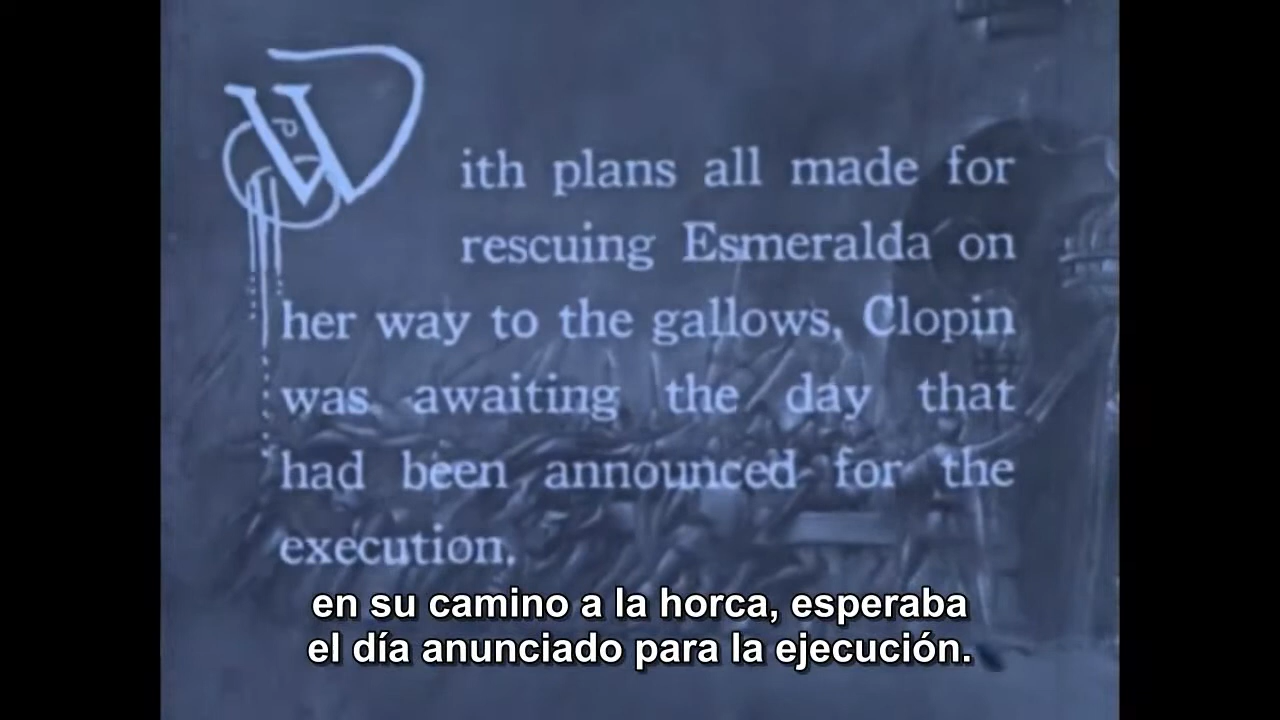 With plans all made for
rescuing Esmeralda on
her way to the gallows, Clopin
was awaiting the day that
had been announced for the
execution.
en su camino a la horca, esperaba
el día anunciado para la ejecución.